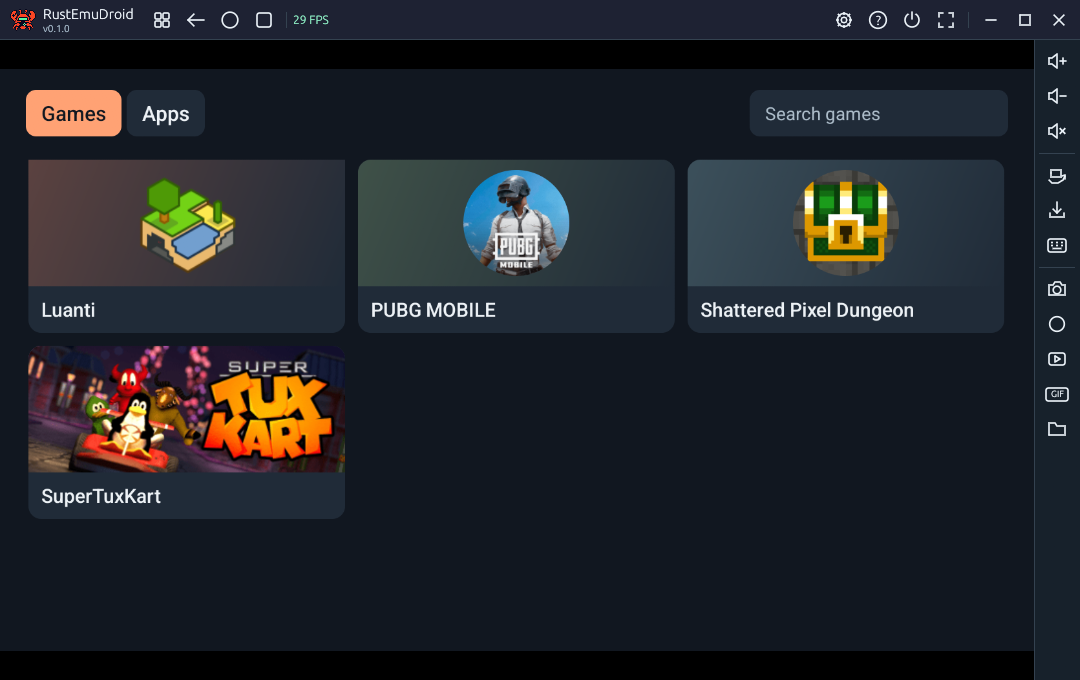 RustEmuDroid
v0.1.0
29 FPS
Games
Apps
Search games
PUBG
MOBILE
Luanti
PUBG MOBILE
Shattered Pixel Dungeon
SUPER
TUX
KART
SuperTuxKart
GIF